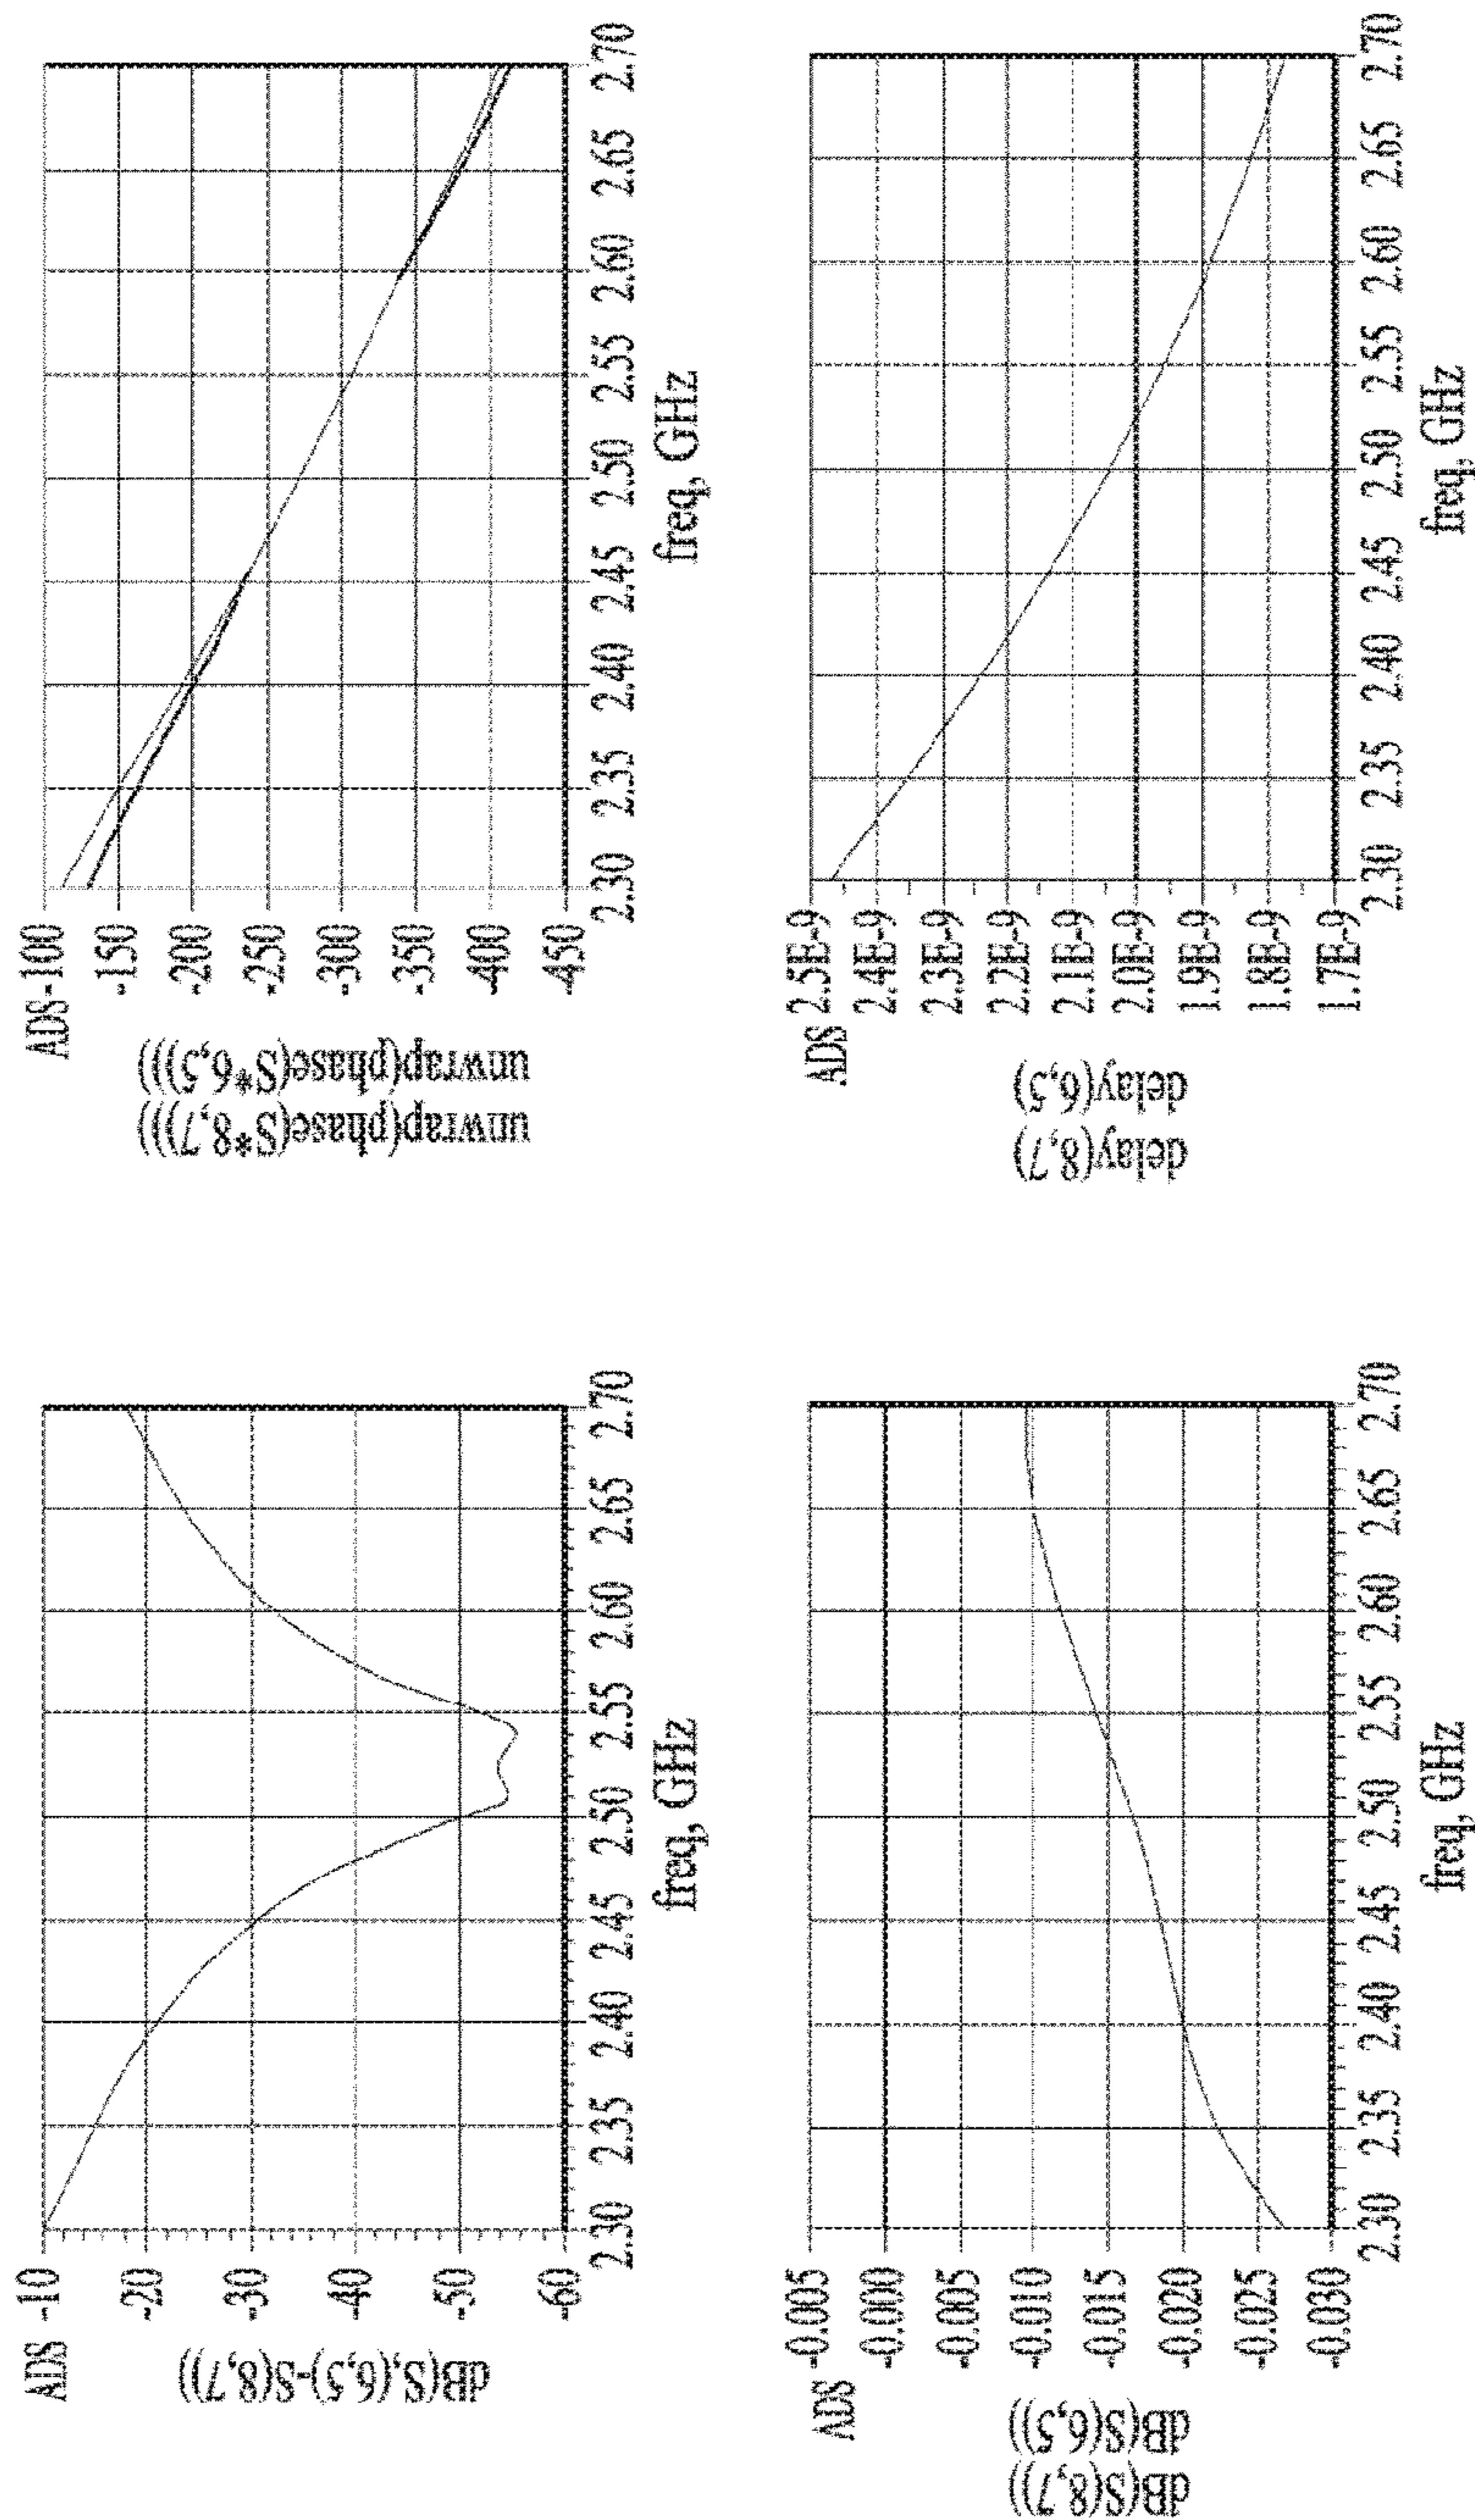 ADS
-10
-20
-30
-40
-50
-60
dB(S,(6,5)-S(8,7))
2.30 2.35 2.40 2.45 2.50 2.55 2.60 2.65 2.70
freq, GHz
ADS
-100
-150
-200
-250
-300
-350
-400
-450
unwrap(phase(S*6,5)))
unwrap(phase(S*8,7)))
2.30 2.35 2.40 2.45 2.50 2.55 2.60 2.65 2.70
freq, GHz
ADS
-0.005
-0.000
-0.005
-0.010
-0.015
-0.020
-0.025
-0.030
dB(S(6,5))
dB(S(8,7))
2.30 2.35 2.40 2.45 2.50 2.55 2.60 2.65 2.70
freq, GHz
ADS
2.5E-9
2.4E-9
2.3E-9
2.2E-9
2.1E-9
2.0E-9
1.9E-9
1.8E-9
1.7E-9
delay(6,5)
delay(8,7)
2.30 2.35 2.40 2.45 2.50 2.55 2.60 2.65 2.70
freq, GHz